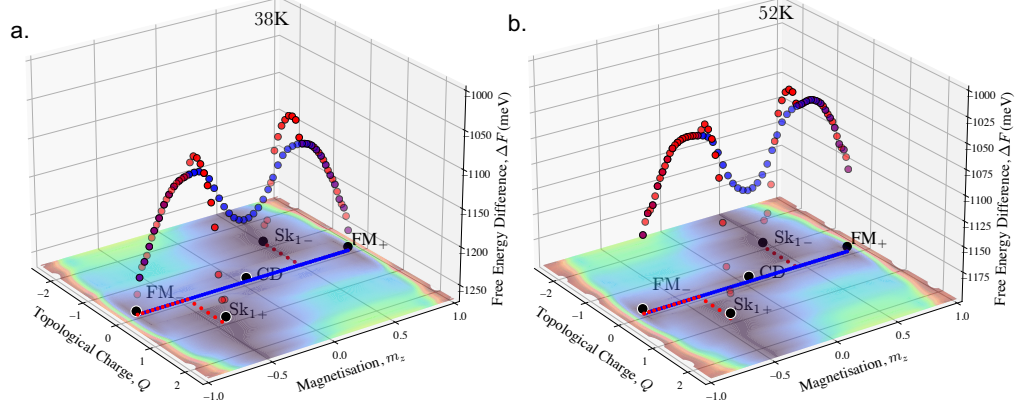 a.
38K
1000
1050
1100
1150
1200
1250
Free Energy Difference, ΔF (meV)
Sk₁₋
FM₊
CD
FM₋
Sk₁₊
−2
−1
0
1
2
Topological Charge, Q
−1.0
−0.5
0.0
0.5
1.0
Magnetisation, m_z
b.
52K
1000
1025
1050
1075
1100
1125
1150
1175
Free Energy Difference, ΔF (meV)
Sk₁₋
FM₊
CD
FM₋
Sk₁₊
−2
−1
0
1
2
Topological Charge, Q
−1.0
−0.5
0.0
0.5
1.0
Magnetisation, m_z